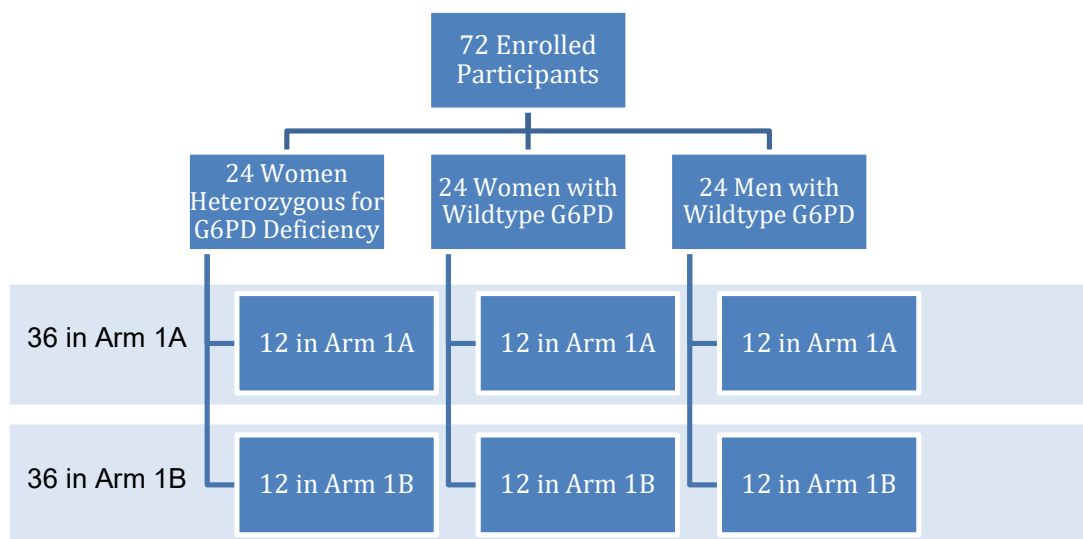 72 Enrolled
Participants
24 Women
Heterozygous for
G6PD Deficiency
24 Women with
Wildtype G6PD
24 Men with
Wildtype G6PD
36 in Arm 1A
12 in Arm 1A
12 in Arm 1A
12 in Arm 1A
36 in Arm 1B
12 in Arm 1B
12 in Arm 1B
12 in Arm 1B